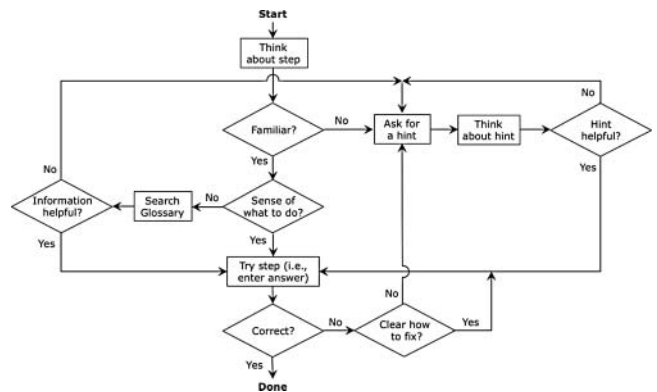 Start
Think
about step
No
Familiar?
No
Ask for
a hint
Think
about hint
Hint
helpful?
Yes
Yes
No
Information
helpful?
Search
Glossary
No
Sense of
what to do?
Yes
Yes
Try step (i.e.,
enter answer)
No
Correct?
No
Clear how
to fix?
Yes
Yes
Done